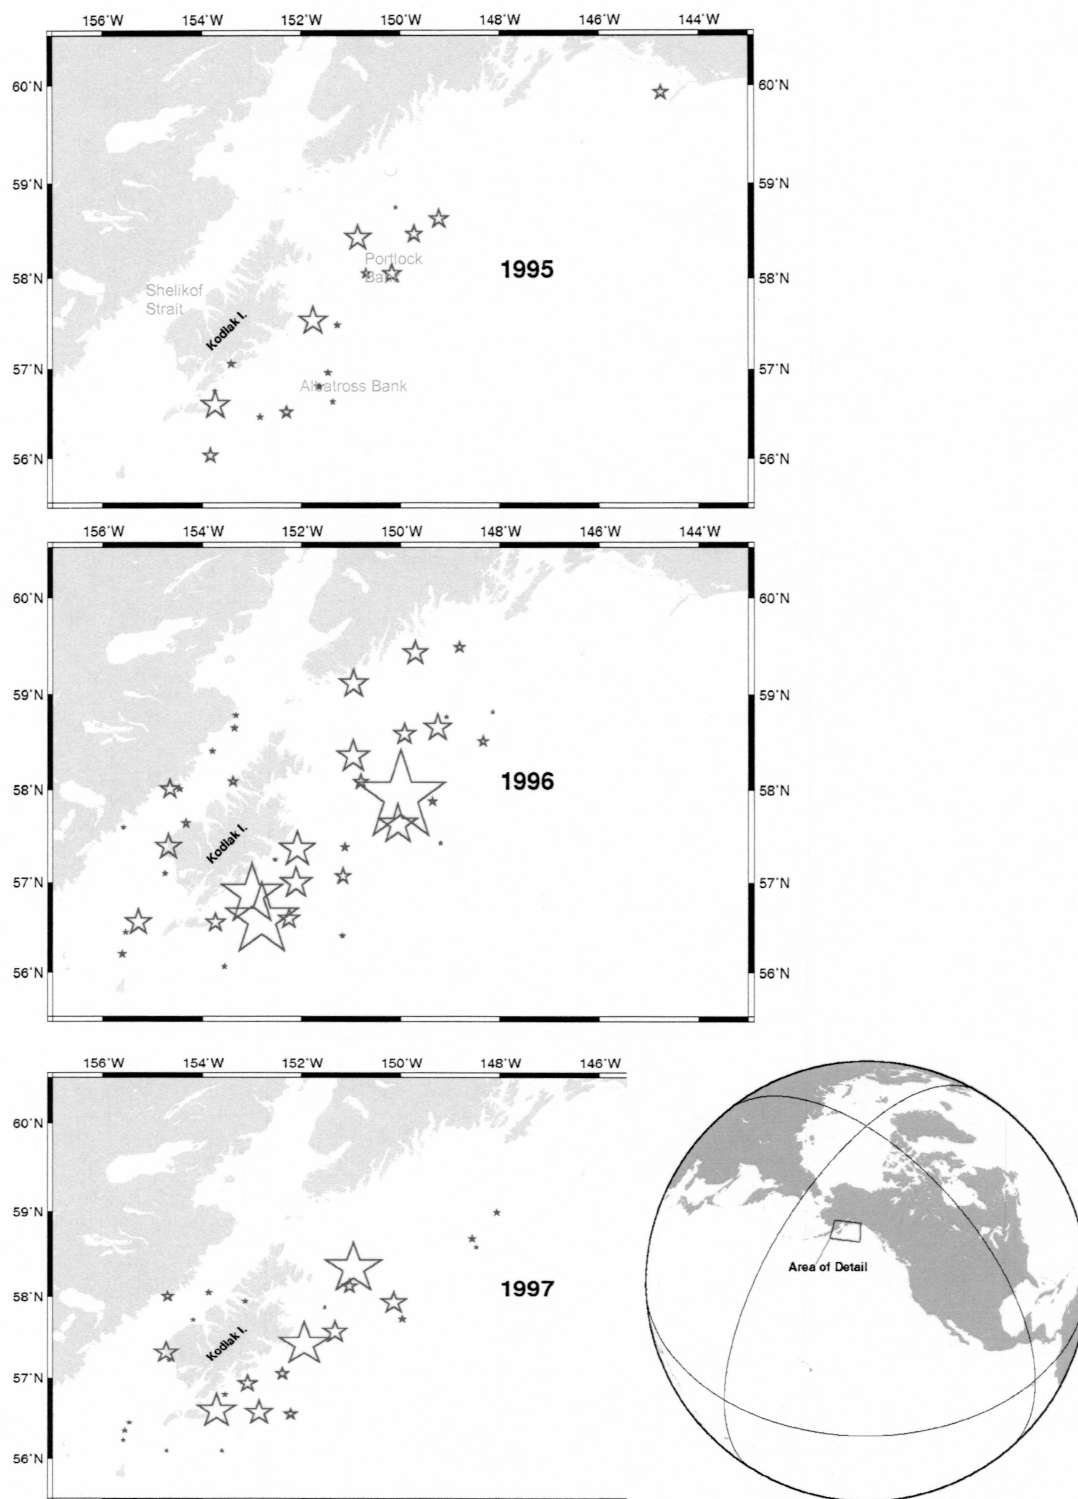 156˚W 154˚W 152˚W 150˚W 148˚W 146˚W 144˚W
60˚N 60˚N
59˚N 59˚N
Portlock
Bank
1995
58˚N 58˚N
Shelikof
Strait
Kodiak I.
57˚N 57˚N
Albatross Bank
56˚N 56˚N
156˚W 154˚W 152˚W 150˚W 148˚W 146˚W 144˚W
60˚N 60˚N
59˚N 59˚N
1996
58˚N 58˚N
Kodiak I.
57˚N 57˚N
56˚N 56˚N
156˚W 154˚W 152˚W 150˚W 148˚W 146˚W
60˚N
59˚N
58˚N
1997
Kodiak I.
57˚N
56˚N
Area of Detail